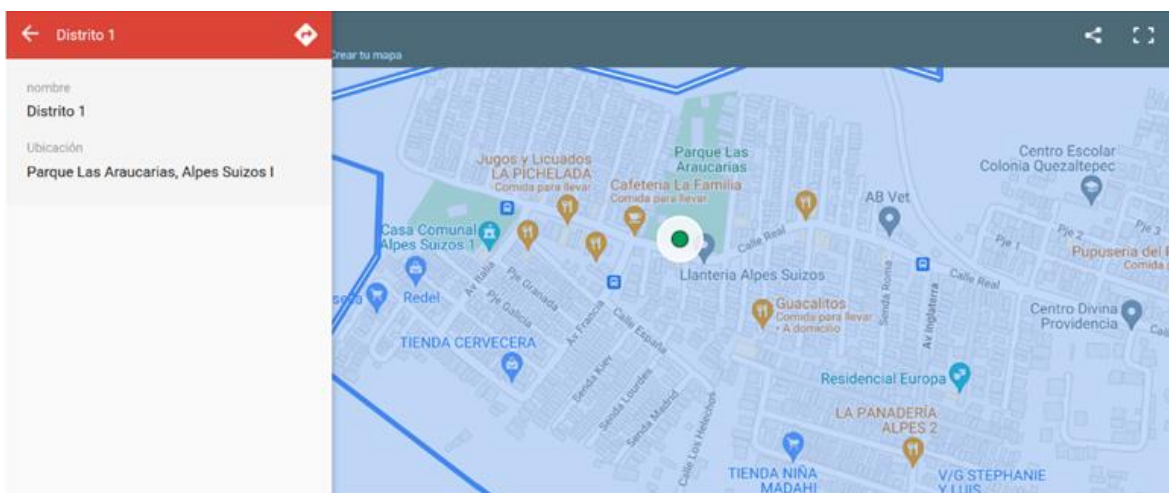 Distrito 1
nombre
Distrito 1
Ubicación
Parque Las Araucarias, Alpes Suizos I
Crear tu mapa
Jugos y Licuados
LA PICHELADA
Comida para llevar
Parque Las
Araucarias
Cafetería La Familia
Comida para llevar
Centro Escolar
Colonia Quezaltepec
AB Vet
Casa Comunal
Alpes Suizos 1
Calle Real
Pje 1
Pje 2
Pje 3
Pupuseria del
Comida
Llanteria Alpes Suizos
Calle Real
Redel
Av Italia
Pje Granada
Pje Galicia
Av Francia
Calle España
Guacalitos
Comida para llevar
• A domicilio
Senda Roma
Av Inglaterra
Centro Divina
Providencia
TIENDA CERVECERA
Senda Kiev
Senda Lourdes
Senda Madrid
Calle Los Helechos
Residencial Europa
LA PANADERÍA
ALPES 2
TIENDA NIÑA
MADAHI
V/G STEPHANIE
Y LUIS